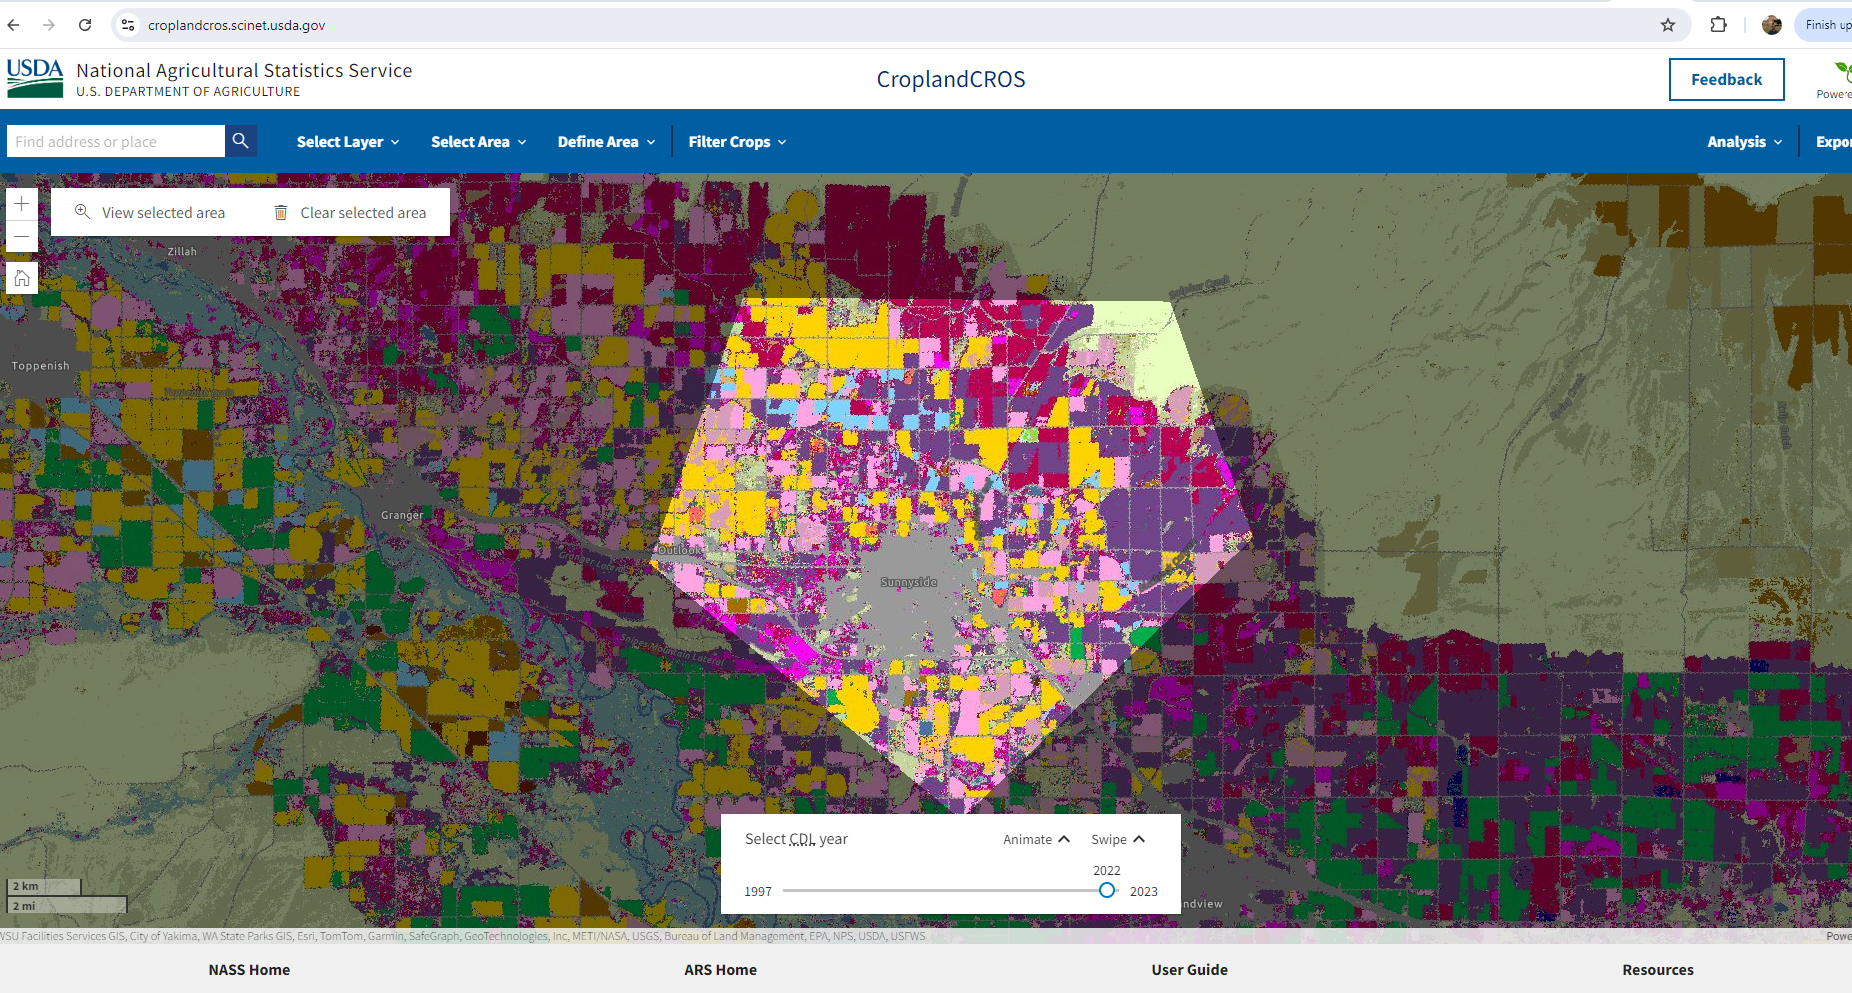 croplandcros.scinet.usda.gov
Finish up
USDA
National Agricultural Statistics Service
U.S. DEPARTMENT OF AGRICULTURE
CroplandCROS
Feedback
Powere
Find address or place
Select Layer
Select Area
Define Area
Filter Crops
Analysis
Expor
View selected area
Clear selected area
Zillah
Toppenish
Granger
Outlook
Sunnyside
Select CDL year
Animate
Swipe
2022
1997
2023
2 km
2 mi
ndview
WSU Facilities Services GIS, City of Yakima, WA State Parks GIS, Esri, TomTom, Garmin, SafeGraph, GeoTechnologies, Inc, METI/NASA, USGS, Bureau of Land Management, EPA, NPS, USDA, USFWS
Powe
NASS Home
ARS Home
User Guide
Resources